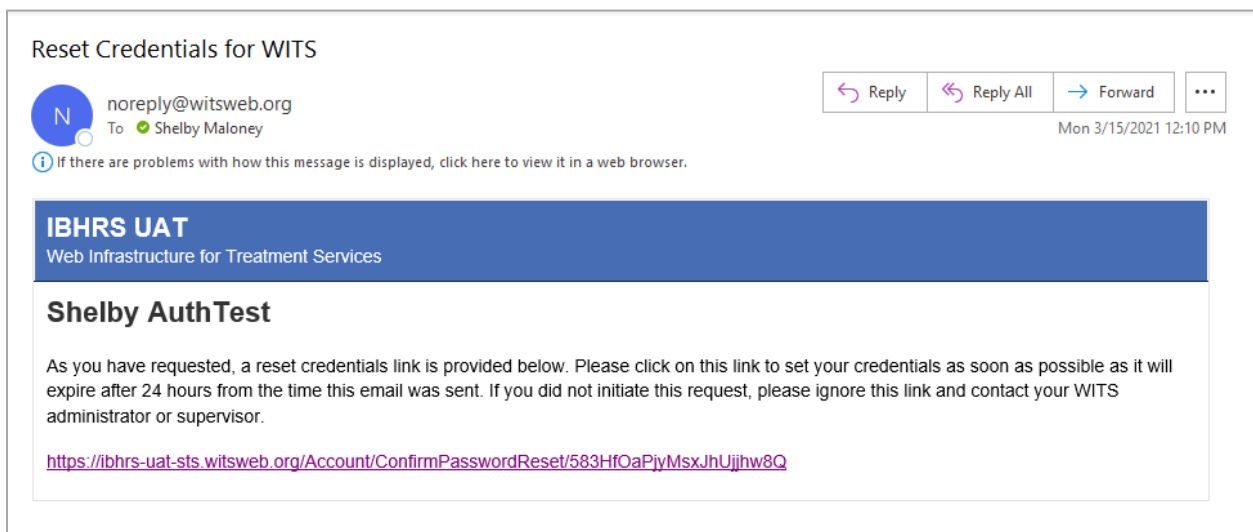 Reset Credentials for WITS
N
noreply@witsweb.org
To Shelby Maloney
Reply
Reply All
Forward
...
Mon 3/15/2021 12:10 PM
If there are problems with how this message is displayed, click here to view it in a web browser.
IBHRS UAT
Web Infrastructure for Treatment Services
Shelby AuthTest
As you have requested, a reset credentials link is provided below. Please click on this link to set your credentials as soon as possible as it will
expire after 24 hours from the time this email was sent. If you did not initiate this request, please ignore this link and contact your WITS
administrator or supervisor.
https://ibhrs-uat-sts.witsweb.org/Account/ConfirmPasswordReset/583HfOaPjyMsxJhUjjhw8Q